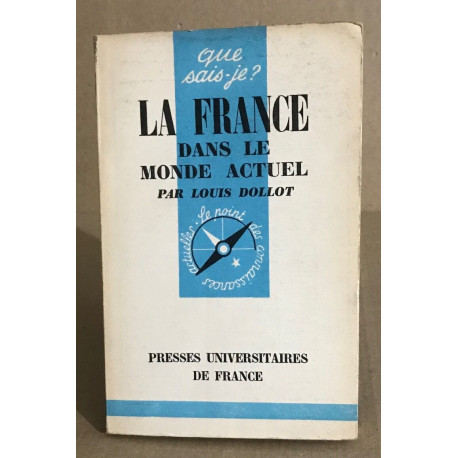 que
sais-je?
LA FRANCE
DANS LE
MONDE ACTUEL
PAR LOUIS DOLLOT
Le point des connaissances actuelles
PRESSES UNIVERSITAIRES
DE FRANCE